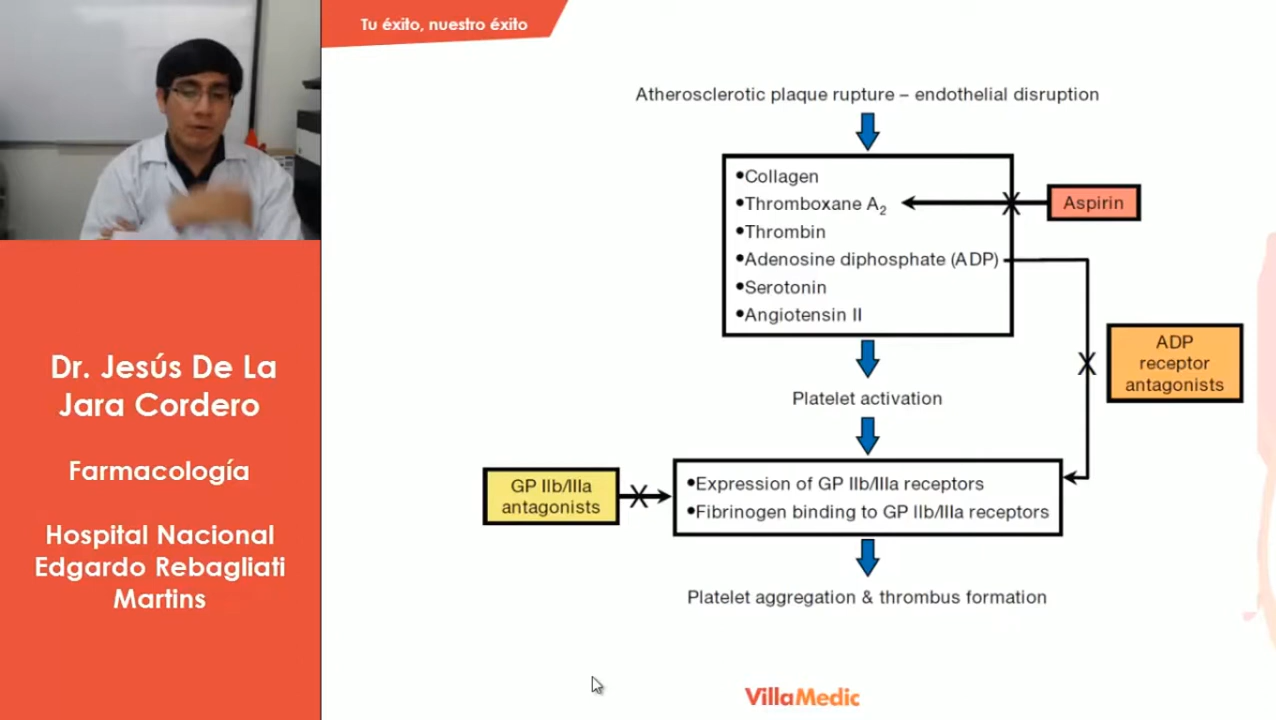 Tu éxito, nuestro éxito
Atherosclerotic plaque rupture – endothelial disruption
•Collagen
•Thromboxane A₂
•Thrombin
•Adenosine diphosphate (ADP)
•Serotonin
•Angiotensin II
X
Aspirin
X
ADP
receptor
antagonists
Platelet activation
GP IIb/IIIa
antagonists
X
•Expression of GP IIb/IIIa receptors
•Fibrinogen binding to GP IIb/IIIa receptors
Platelet aggregation & thrombus formation
Dr. Jesús De La
Jara Cordero
Farmacología
Hospital Nacional
Edgardo Rebagliati
Martins
VillaMedic